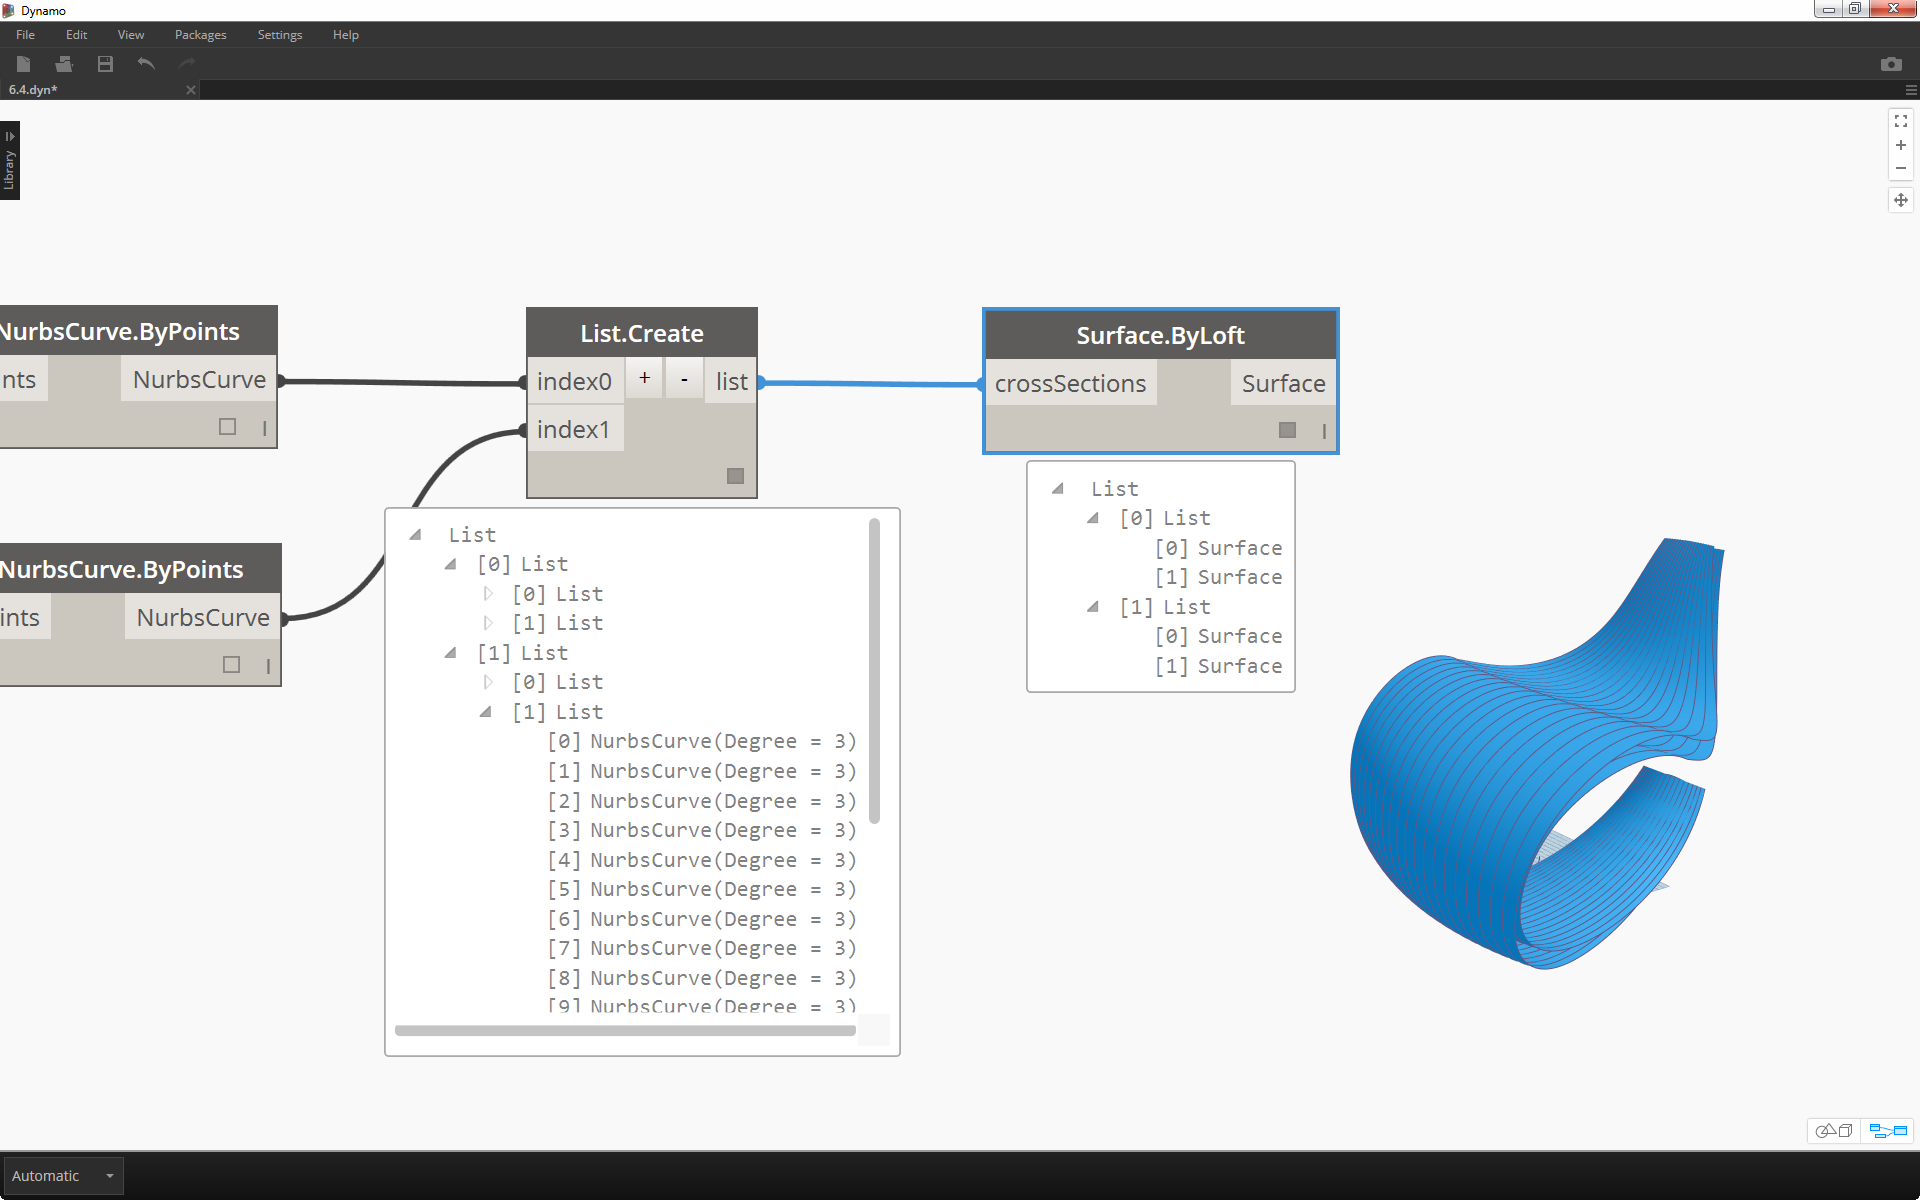 Dynamo
File Edit View Packages Settings Help
6.4.dyn*
Library
NurbsCurve.ByPoints
nts NurbsCurve
NurbsCurve.ByPoints
ints NurbsCurve
List.Create
index0 + - list
index1
List
[0] List
[0] List
[1] List
[1] List
[0] List
[1] List
[0] NurbsCurve(Degree = 3)
[1] NurbsCurve(Degree = 3)
[2] NurbsCurve(Degree = 3)
[3] NurbsCurve(Degree = 3)
[4] NurbsCurve(Degree = 3)
[5] NurbsCurve(Degree = 3)
[6] NurbsCurve(Degree = 3)
[7] NurbsCurve(Degree = 3)
[8] NurbsCurve(Degree = 3)
[9] NurbsCurve(Degree = 3)
Surface.ByLoft
crossSections Surface
List
[0] List
[0] Surface
[1] Surface
[1] List
[0] Surface
[1] Surface
Automatic